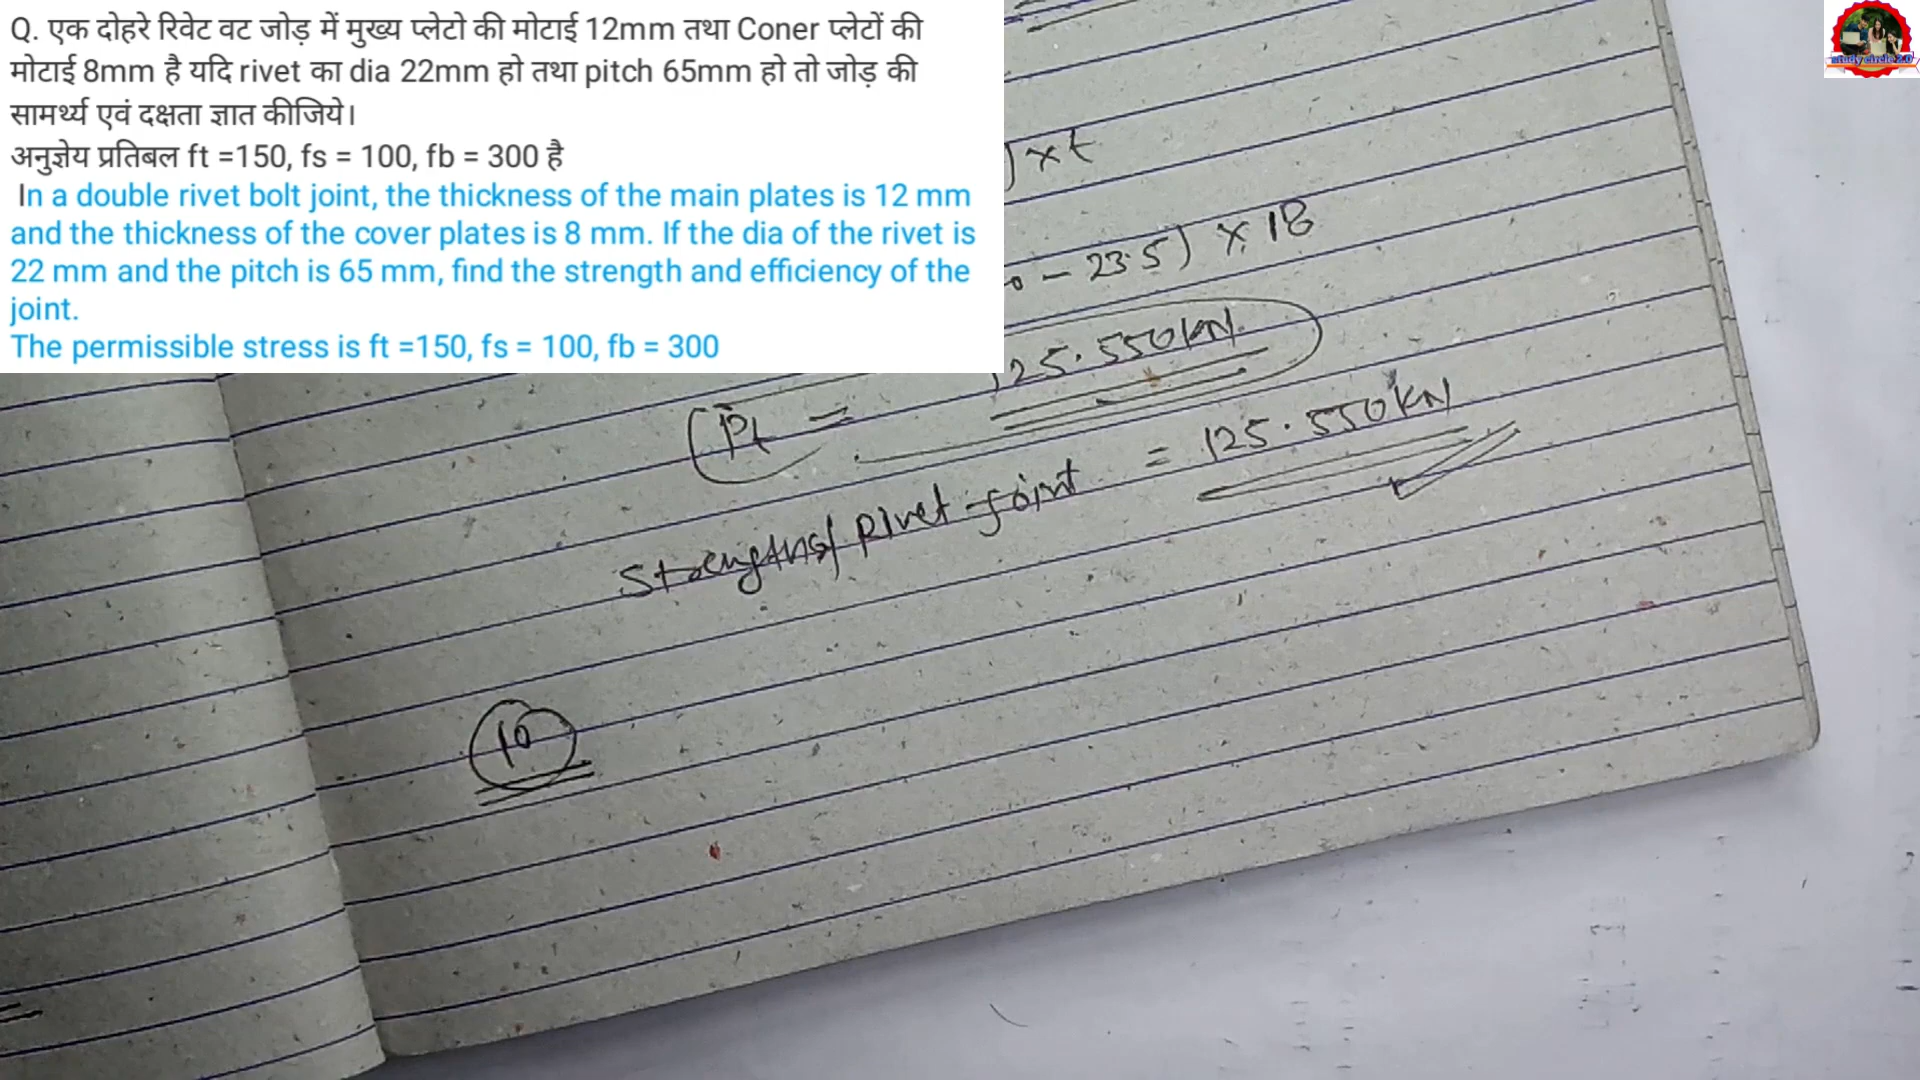 Q. एक दोहरे रिवेट वट जोड़ में मुख्य प्लेटो की मोटाई 12mm तथा Coner प्लेटों की
मोटाई 8mm है यदि rivet का dia 22mm हो तथा pitch 65mm हो तो जोड़ की
सामर्थ्य एवं दक्षता ज्ञात कीजिये।
अनुज्ञेय प्रतिबल ft =150, fs = 100, fb = 300 है
In a double rivet bolt joint, the thickness of the main plates is 12 mm
and the thickness of the cover plates is 8 mm. If the dia of the rivet is
22 mm and the pitch is 65 mm, find the strength and efficiency of the
joint.
The permissible stress is ft =150, fs = 100, fb = 300
study circle 2.0
) x t
- 23.5) x 18
Pt = 125.550KN
Strength of Rivet Joint = 125.550KN
10